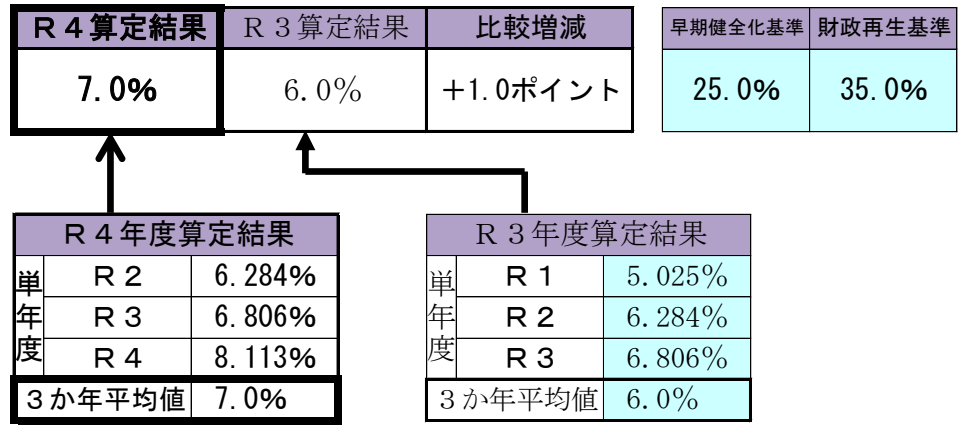 R4算定結果 R3算定結果 比較増減 早期健全化基準 財政再生基準
7.0% 6.0% +1.0ポイント 25.0% 35.0%
R4年度算定結果 R3年度算定結果
単年度 R2 6.284% 単年度 R1 5.025%
R3 6.806% R2 6.284%
R4 8.113% R3 6.806%
3か年平均値 7.0% 3か年平均値 6.0%